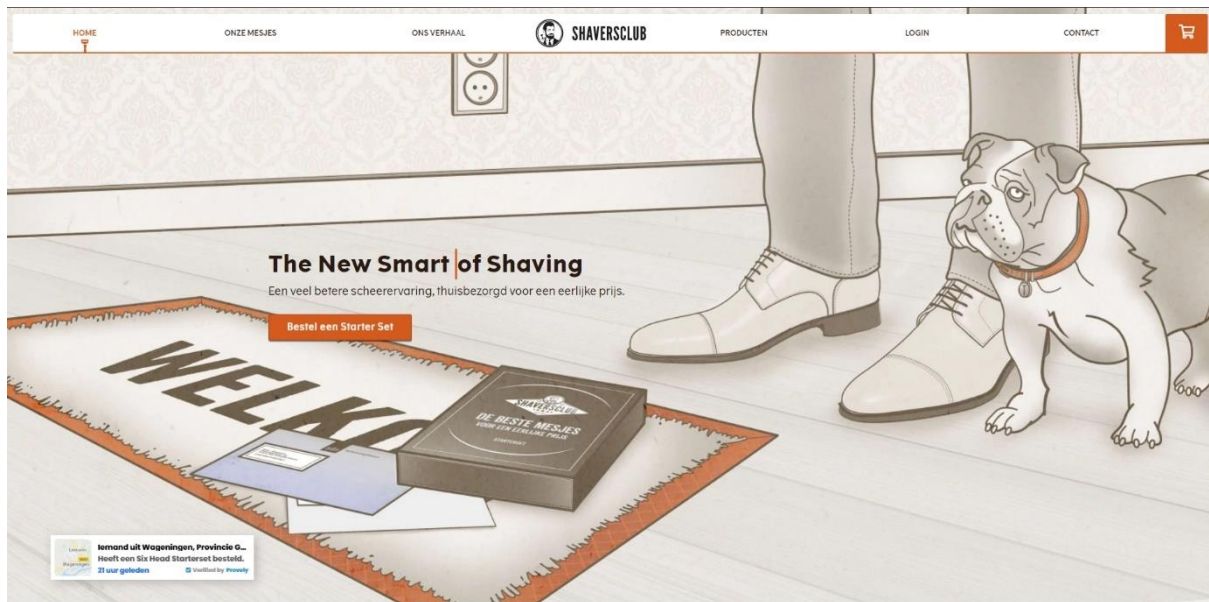 HOME
ONZE MESJES
ONS VERHAAL
SHAVERSCLUB
PRODUCTEN
LOGIN
CONTACT
The New Smart of Shaving
Een veel betere scheerervaring, thuisbezorgd voor een eerlijke prijs.
Bestel een Starter Set
WELKO
SHAVERSCLUB
DE BESTE MESJES
VOOR EEN EERLIJKE PRIJS
STARTERSET
Iemand uit Wageningen, Provincie G...
Heeft een Six Head Starterset besteld.
21 uur geleden
Verified by Provely